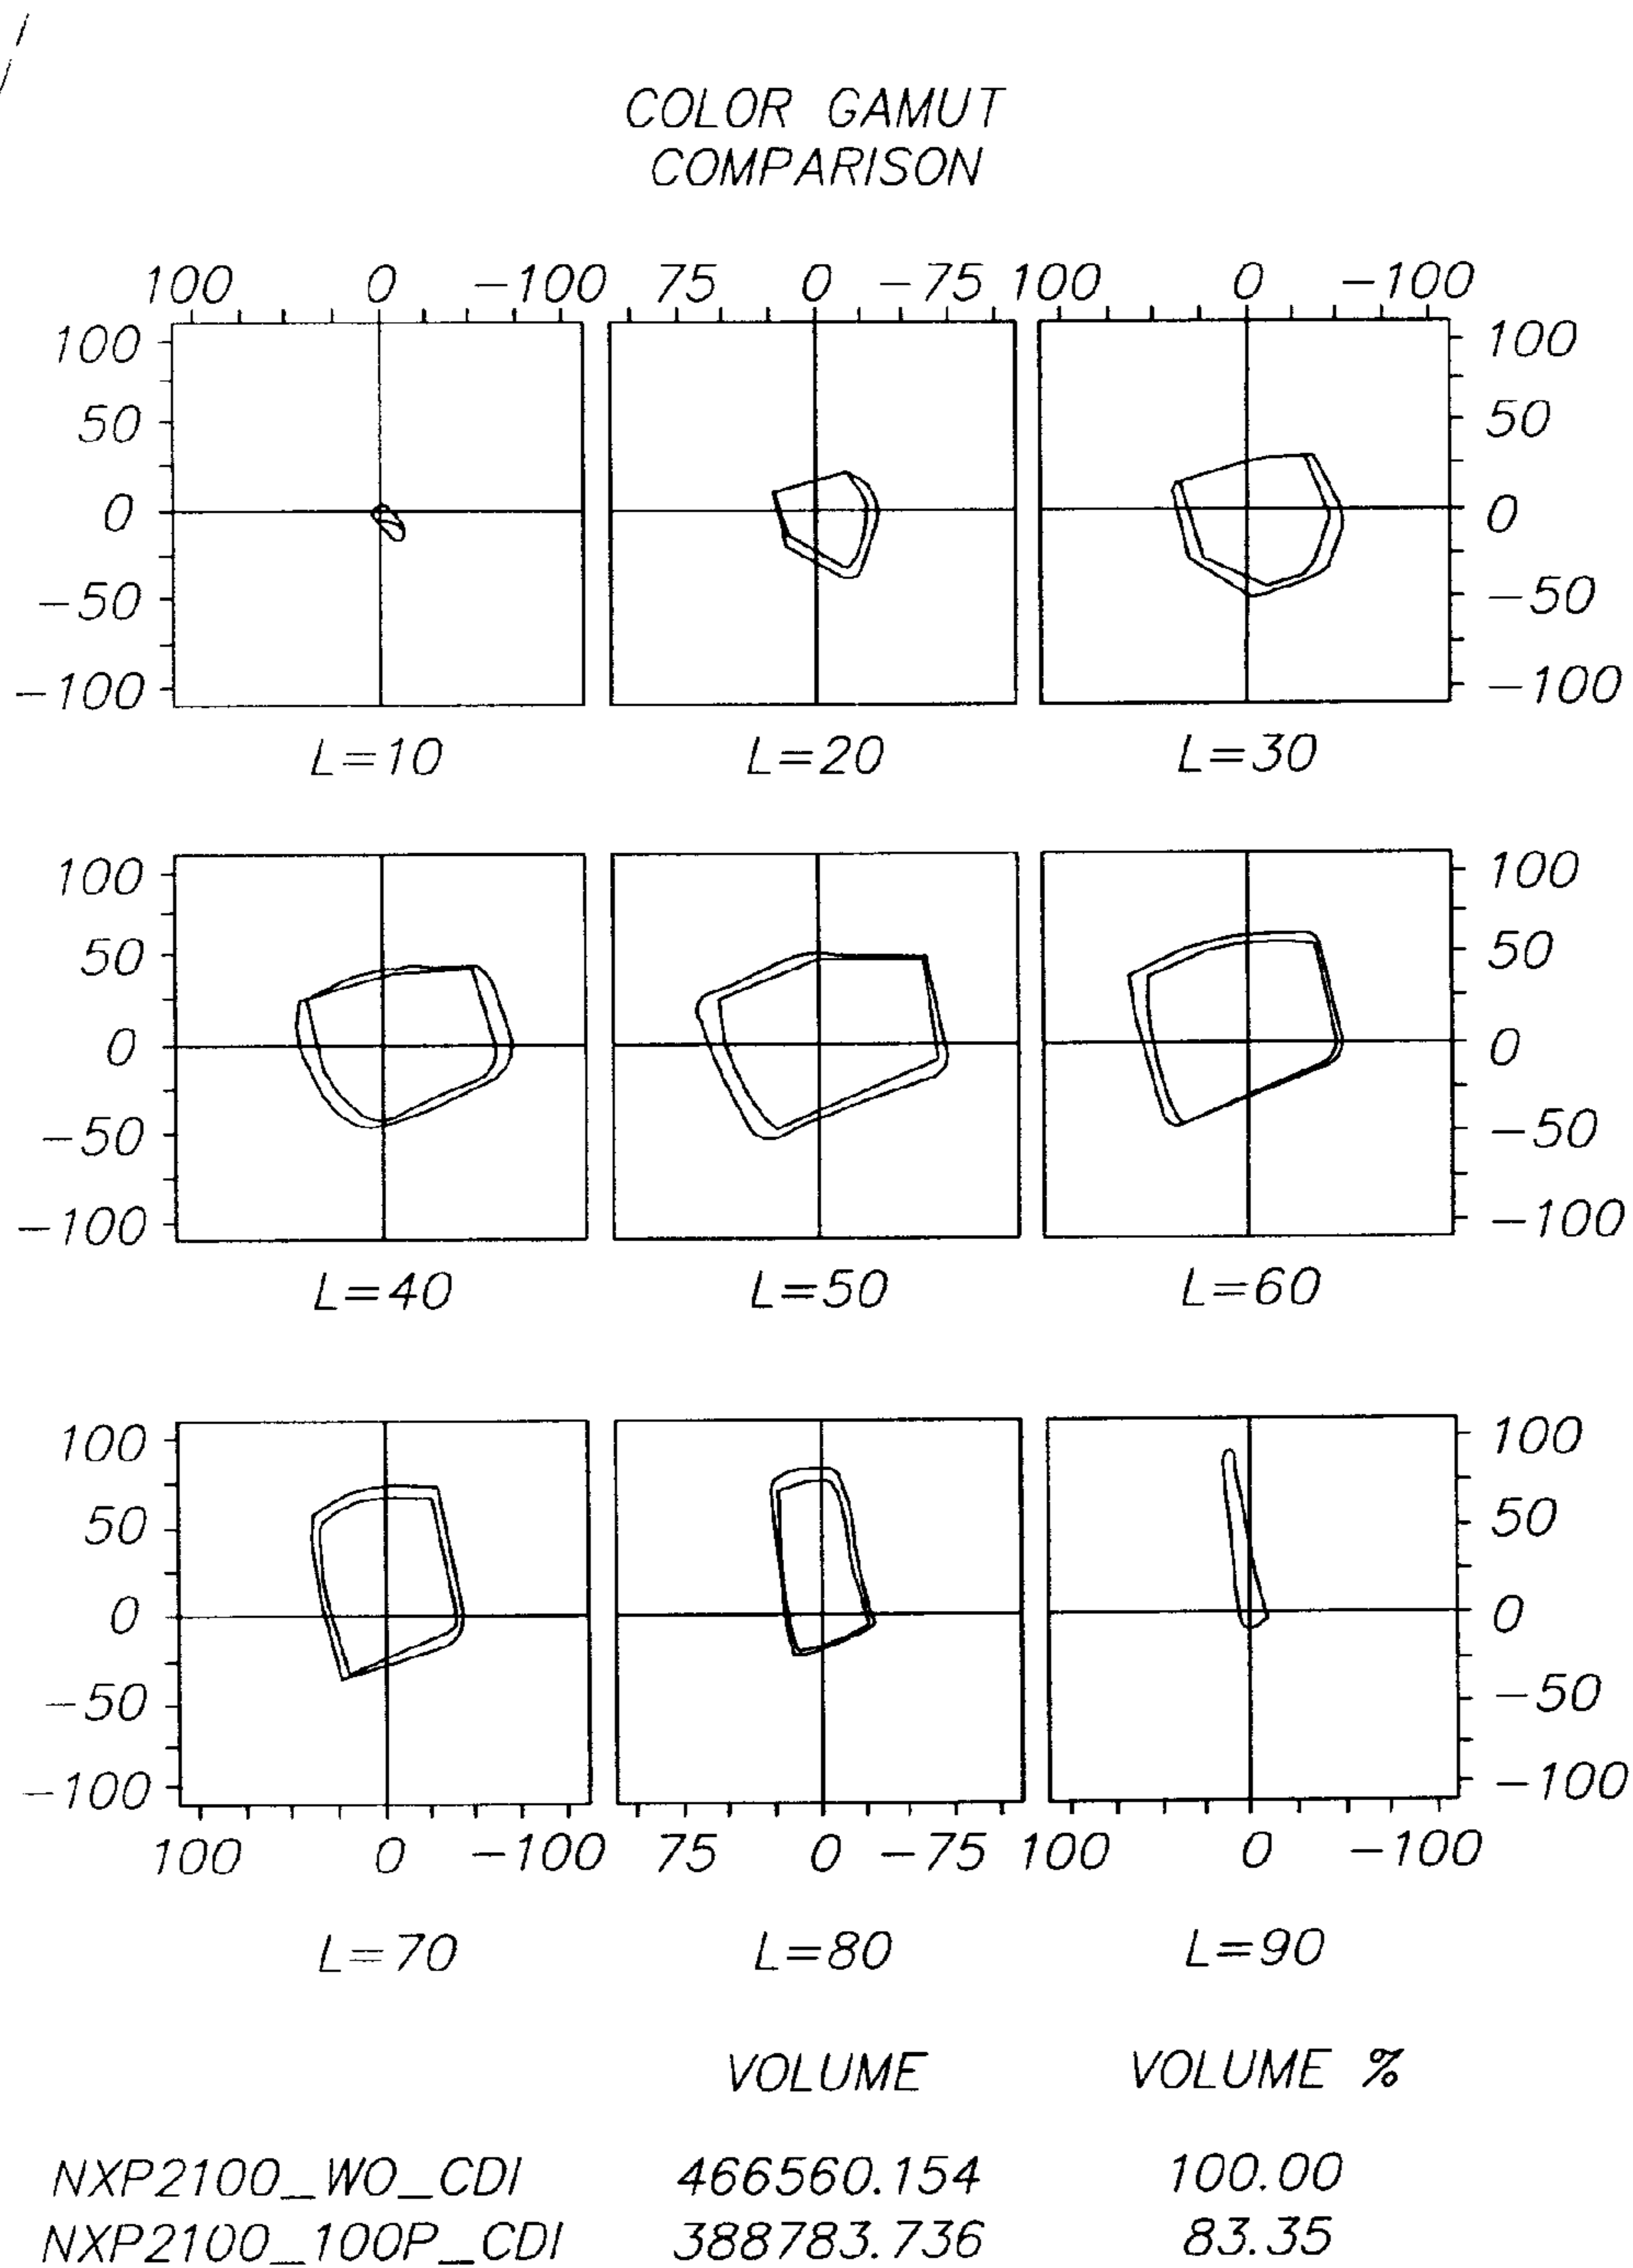 COLOR GAMUT
COMPARISON
100 0 -100 75 0 -75 100 0 -100
100 100
50 50
0 0
-50 -50
-100 -100
L=10 L=20 L=30
100 100
50 50
0 0
-50 -50
-100 -100
L=40 L=50 L=60
100 100
50 50
0 0
-50 -50
-100 -100
100 0 -100 75 0 -75 100 0 -100
L=70 L=80 L=90
VOLUME VOLUME %
NXP2100_WO_CDI 466560.154 100.00
NXP2100_100P_CDI 388783.736 83.35